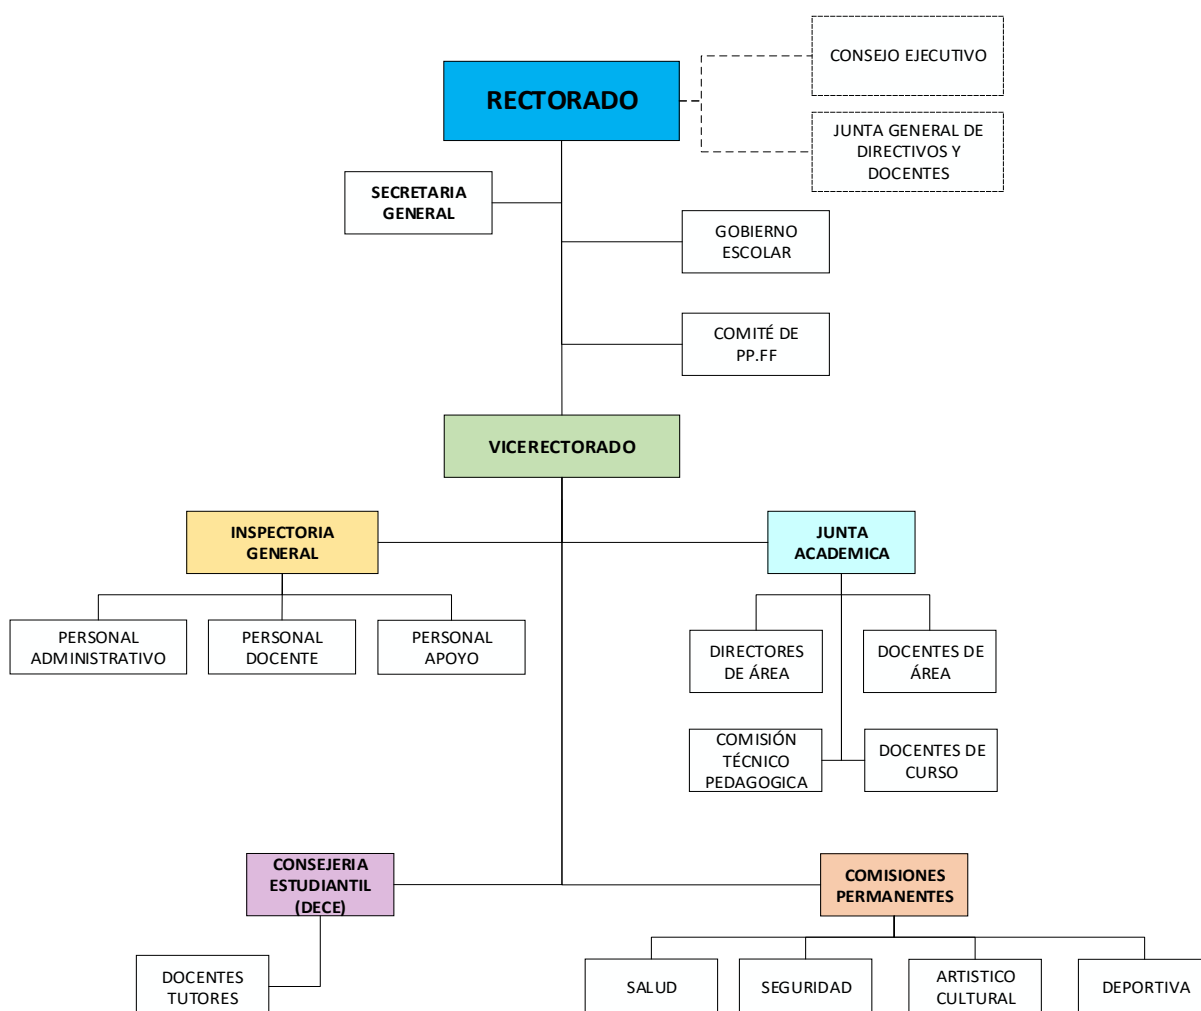 CONSEJO EJECUTIVO
RECTORADO
JUNTA GENERAL DE
DIRECTIVOS Y
DOCENTES
SECRETARIA
GENERAL
GOBIERNO
ESCOLAR
COMITÉ DE
PP.FF
VICERECTORADO
INSPECTORIA
GENERAL
JUNTA
ACADEMICA
PERSONAL
ADMINISTRATIVO
PERSONAL
DOCENTE
PERSONAL
APOYO
DIRECTORES
DE ÁREA
DOCENTES DE
ÁREA
COMISIÓN
TÉCNICO
PEDAGOGICA
DOCENTES DE
CURSO
CONSEJERIA
ESTUDIANTIL
(DECE)
COMISIONES
PERMANENTES
DOCENTES
TUTORES
SALUD
SEGURIDAD
ARTISTICO
CULTURAL
DEPORTIVA